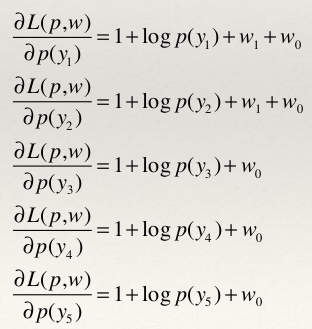 ∂L(p,w)/∂p(y₁) = 1+log p(y₁)+w₁+w₀
∂L(p,w)/∂p(y₂) = 1+log p(y₂)+w₁+w₀
∂L(p,w)/∂p(y₃) = 1+log p(y₃)+w₀
∂L(p,w)/∂p(y₄) = 1+log p(y₄)+w₀
∂L(p,w)/∂p(y₅) = 1+log p(y₅)+w₀